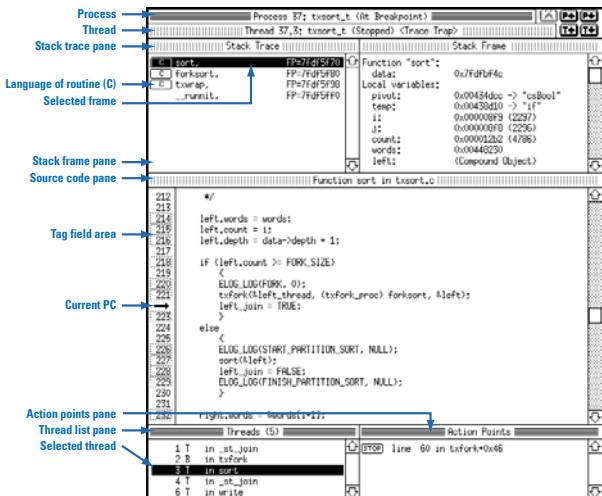 Process
Process 37: txsort_t (At Breakpoint)
Thread
Thread 37.3: txsort_t (Stopped) <Trace Trap>
Stack trace pane
Stack Trace
Stack Frame
C sort, FP=7fdf5f70
C forksort, FP=7fdf5f80
C txwrap, FP=7fdf5f98
__runnit, FP=7fdf5ff0
Function "sort":
data: 0x7fdfbf4c
Local variables:
pivot: 0x00434dcc -> "csBool"
temp: 0x00438d10 -> "if"
i: 0x000008f9 (2297)
j: 0x000008f8 (2296)
count: 0x000012b2 (4786)
words: 0x00448230
left: (Compound Object)
Language of routine (C)
Selected frame
Stack frame pane
Source code pane
Function sort in txsort.c
212 */
213
214 left.words = words;
215 left.count = i;
216 left.depth = data->depth + 1;
217
218 if (left.count >= FORK_SIZE)
219 {
220 ELOG_LOG(FORK, 0);
221 txfork(&left_thread, (txfork_proc) forksort, &left);
left_join = TRUE;
223 }
224 else
225 {
226 ELOG_LOG(START_PARTITION_SORT, NULL);
227 sort(&left);
228 left_join = FALSE;
229 ELOG_LOG(FINISH_PARTITION_SORT, NULL);
230 }
231
232 right.words = &words[i+1];
Tag field area
Current PC
Action points pane
Thread list pane
Selected thread
Threads (5)
Action Points
1 T in _st_join
2 B in txfork
3 T in sort
4 T in _st_join
6 T in write
STOP line 60 in txfork+0x46